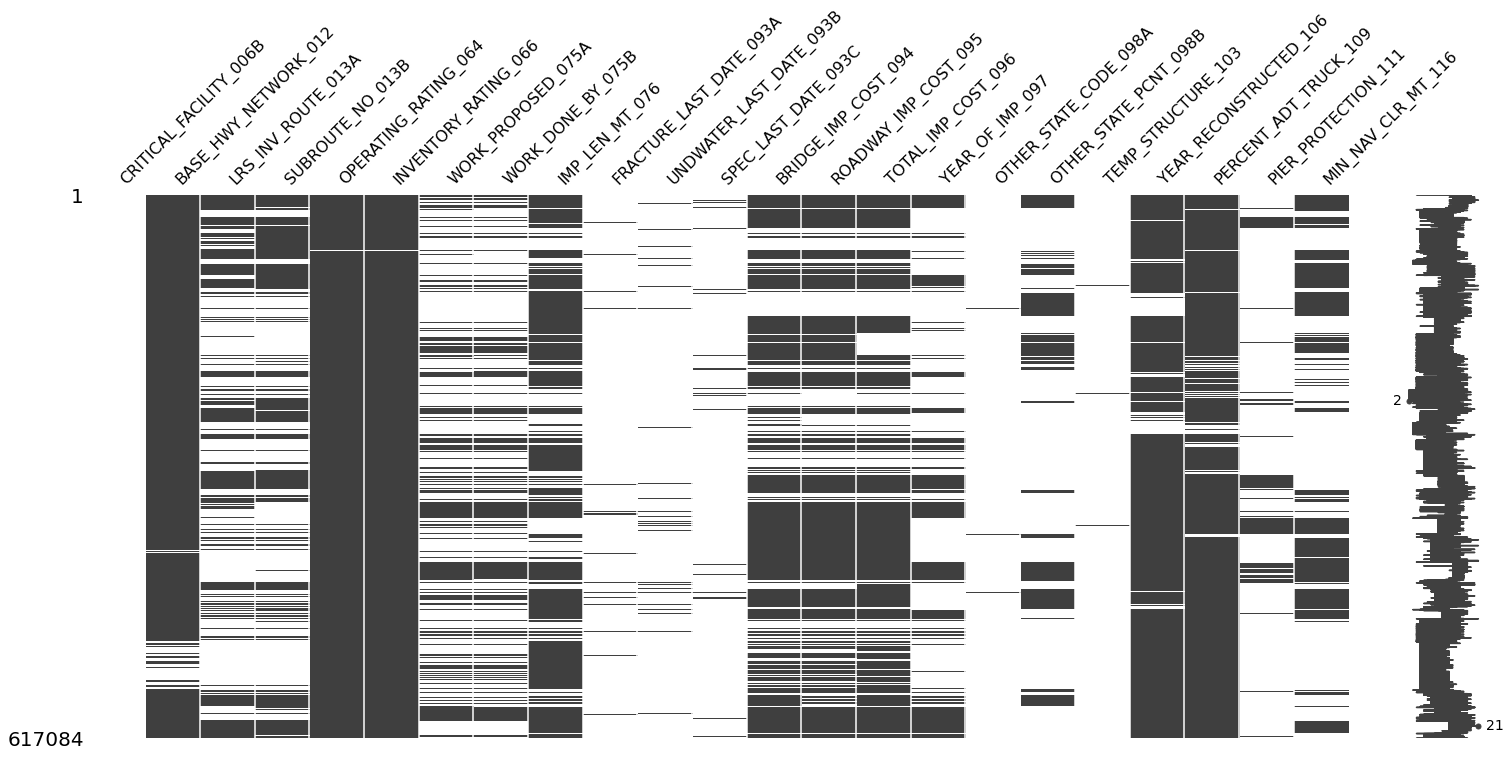 CRITICAL_FACILITY_006B
BASE_HWY_NETWORK_012
LRS_INV_ROUTE_013A
SUBROUTE_NO_013B
OPERATING_RATING_064
INVENTORY_RATING_066
WORK_PROPOSED_075A
WORK_DONE_BY_075B
IMP_LEN_MT_076
FRACTURE_LAST_DATE_093A
UNDWATER_LAST_DATE_093B
SPEC_LAST_DATE_093C
BRIDGE_IMP_COST_094
ROADWAY_IMP_COST_095
TOTAL_IMP_COST_096
YEAR_OF_IMP_097
OTHER_STATE_CODE_098A
OTHER_STATE_PCNT_098B
TEMP_STRUCTURE_103
YEAR_RECONSTRUCTED_106
PERCENT_ADT_TRUCK_109
PIER_PROTECTION_111
MIN_NAV_CLR_MT_116
1
2
21
617084